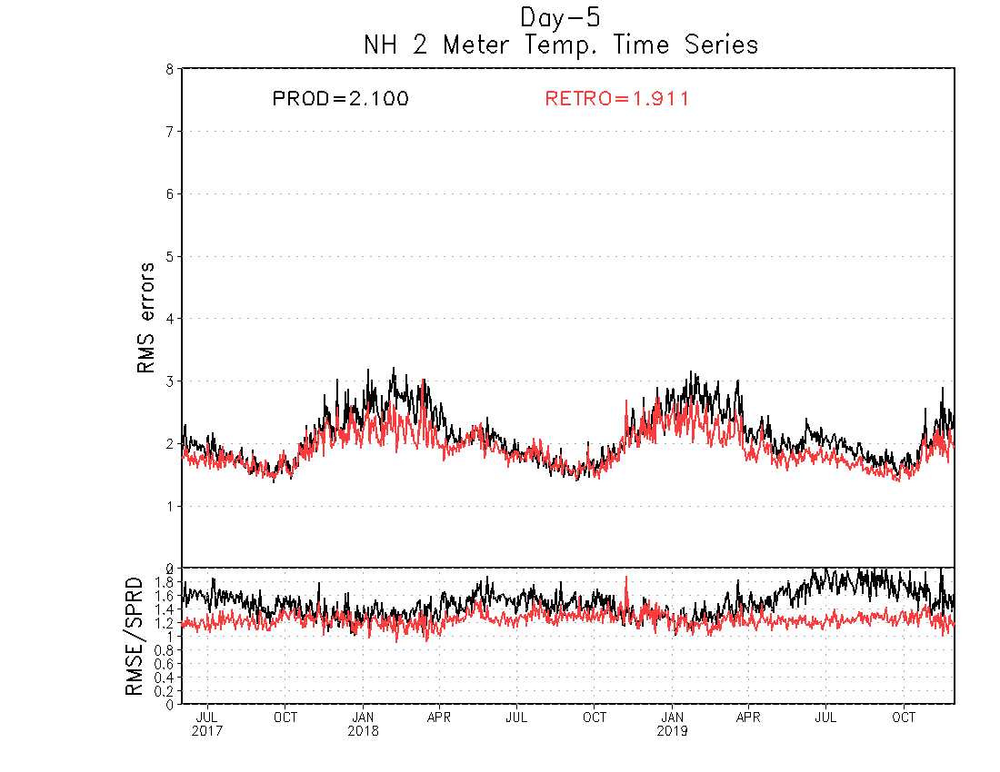 Day-5
NH 2 Meter Temp. Time Series
PROD=2.100 RETRO=1.911
8
7
6
5
4
3
2
1
0
RMS errors
2
1.8
1.6
1.4
1.2
1
0.8
0.6
0.4
0.2
0
RMSE/SPRD
JUL OCT JAN APR JUL OCT JAN APR JUL OCT
2017 2018 2019